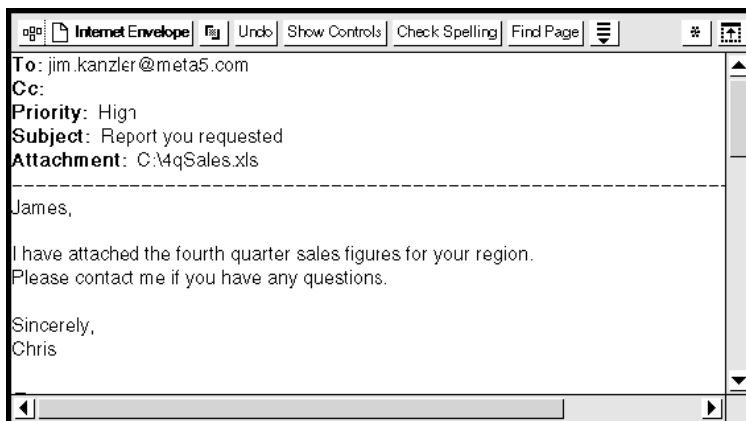 Internet Envelope Undo Show Controls Check Spelling Find Page
To: jim.kanzler@meta5.com
Cc:
Priority: High
Subject: Report you requested
Attachment: C:\4qSales.xls
James,
I have attached the fourth quarter sales figures for your region.
Please contact me if you have any questions.
Sincerely,
Chris